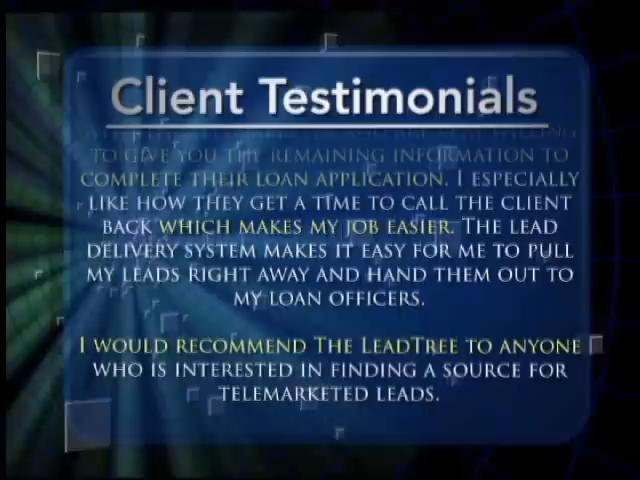 Client Testimonials
TO GIVE YOU THE REMAINING INFORMATION TO
COMPLETE THEIR LOAN APPLICATION. I ESPECIALLY
LIKE HOW THEY GET A TIME TO CALL THE CLIENT
BACK WHICH MAKES MY JOB EASIER. THE LEAD
DELIVERY SYSTEM MAKES IT EASY FOR ME TO PULL
MY LEADS RIGHT AWAY AND HAND THEM OUT TO
MY LOAN OFFICERS.
I WOULD RECOMMEND THE LEADTREE TO ANYONE
WHO IS INTERESTED IN FINDING A SOURCE FOR
TELEMARKETED LEADS.